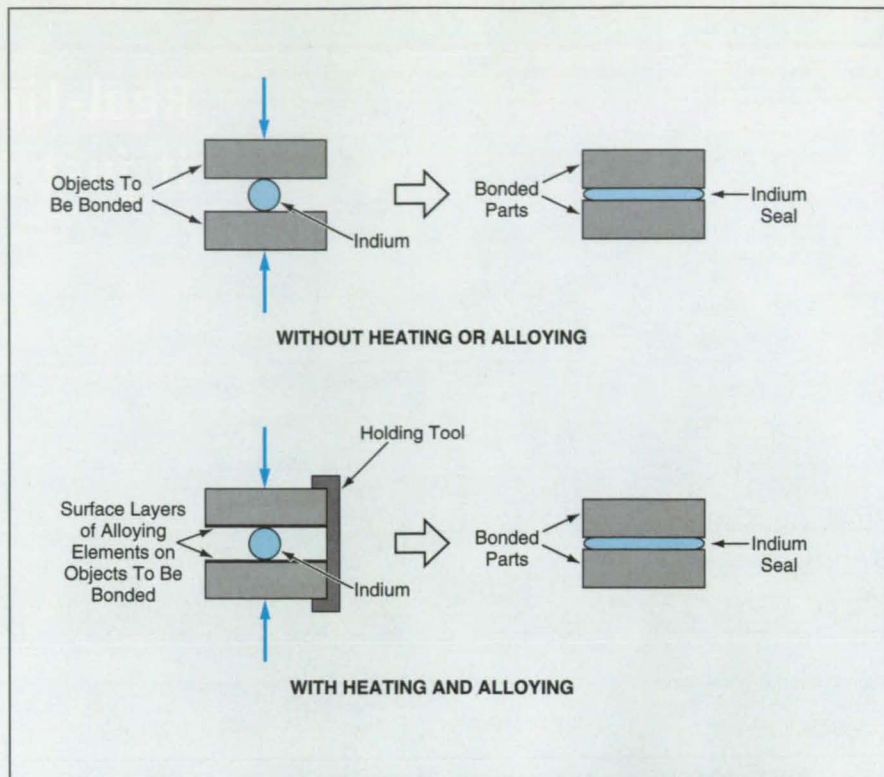 Objects To
Be Bonded
Indium
Bonded
Parts
Indium
Seal
WITHOUT HEATING OR ALLOYING
Holding Tool
Surface Layers
of Alloying
Elements on
Objects To Be
Bonded
Indium
Bonded
Parts
Indium
Seal
WITH HEATING AND ALLOYING